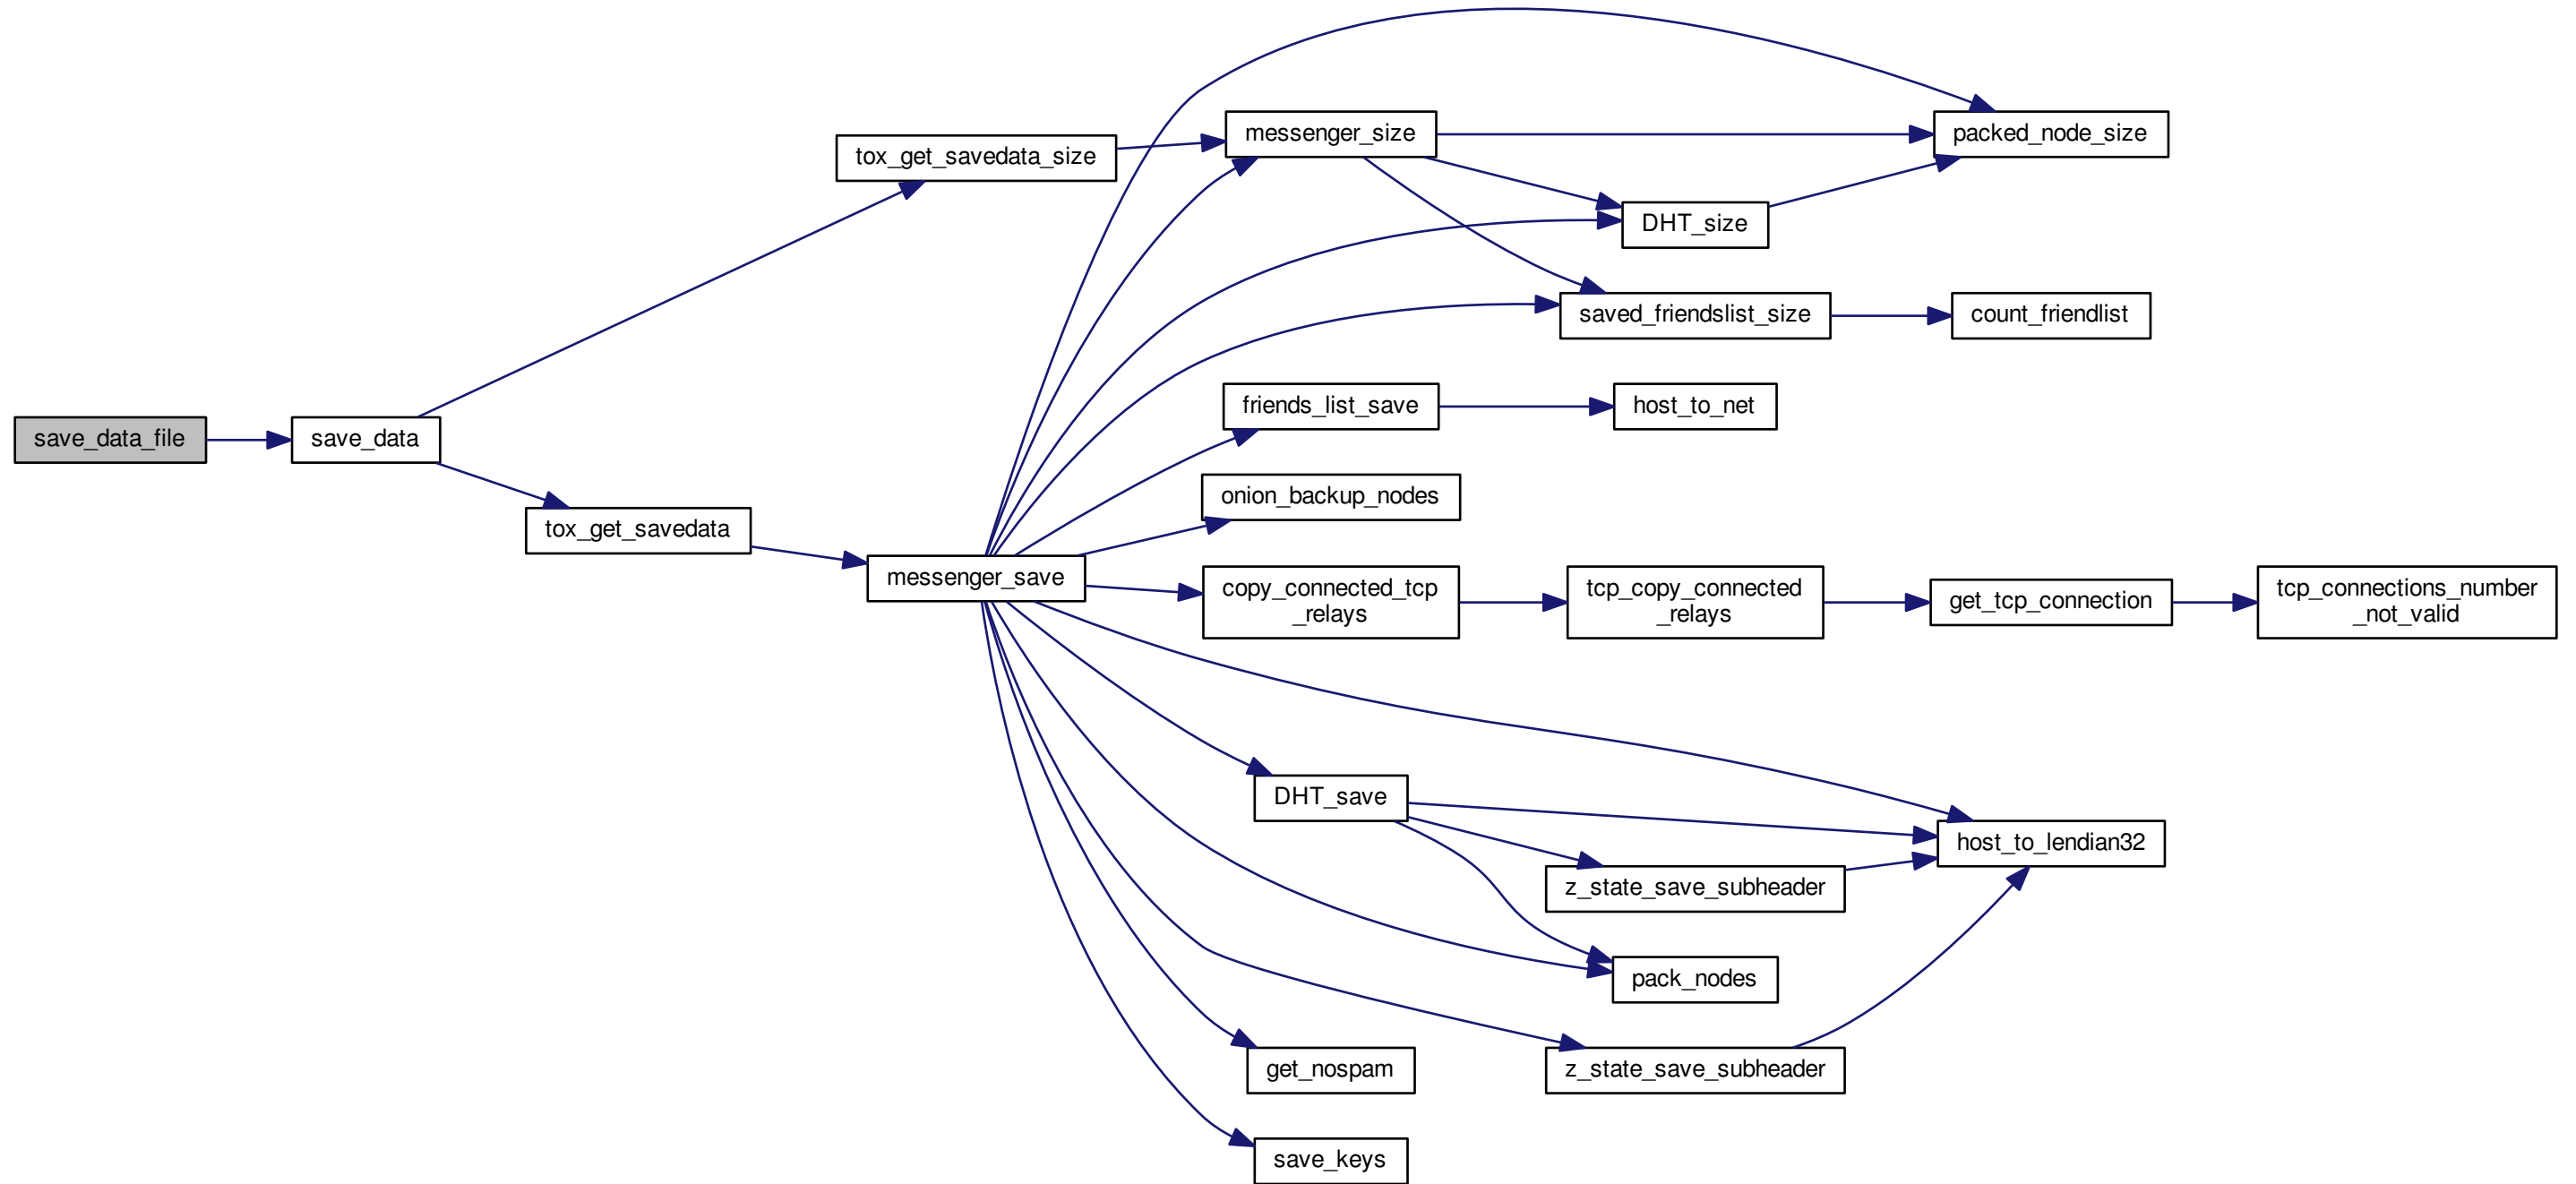 save_data_file
save_data
tox_get_savedata_size
tox_get_savedata
messenger_save
messenger_size
packed_node_size
DHT_size
saved_friendslist_size
count_friendlist
friends_list_save
host_to_net
onion_backup_nodes
copy_connected_tcp
_relays
tcp_copy_connected
_relays
get_tcp_connection
tcp_connections_number
_not_valid
DHT_save
host_to_lendian32
z_state_save_subheader
pack_nodes
get_nospam
z_state_save_subheader
save_keys